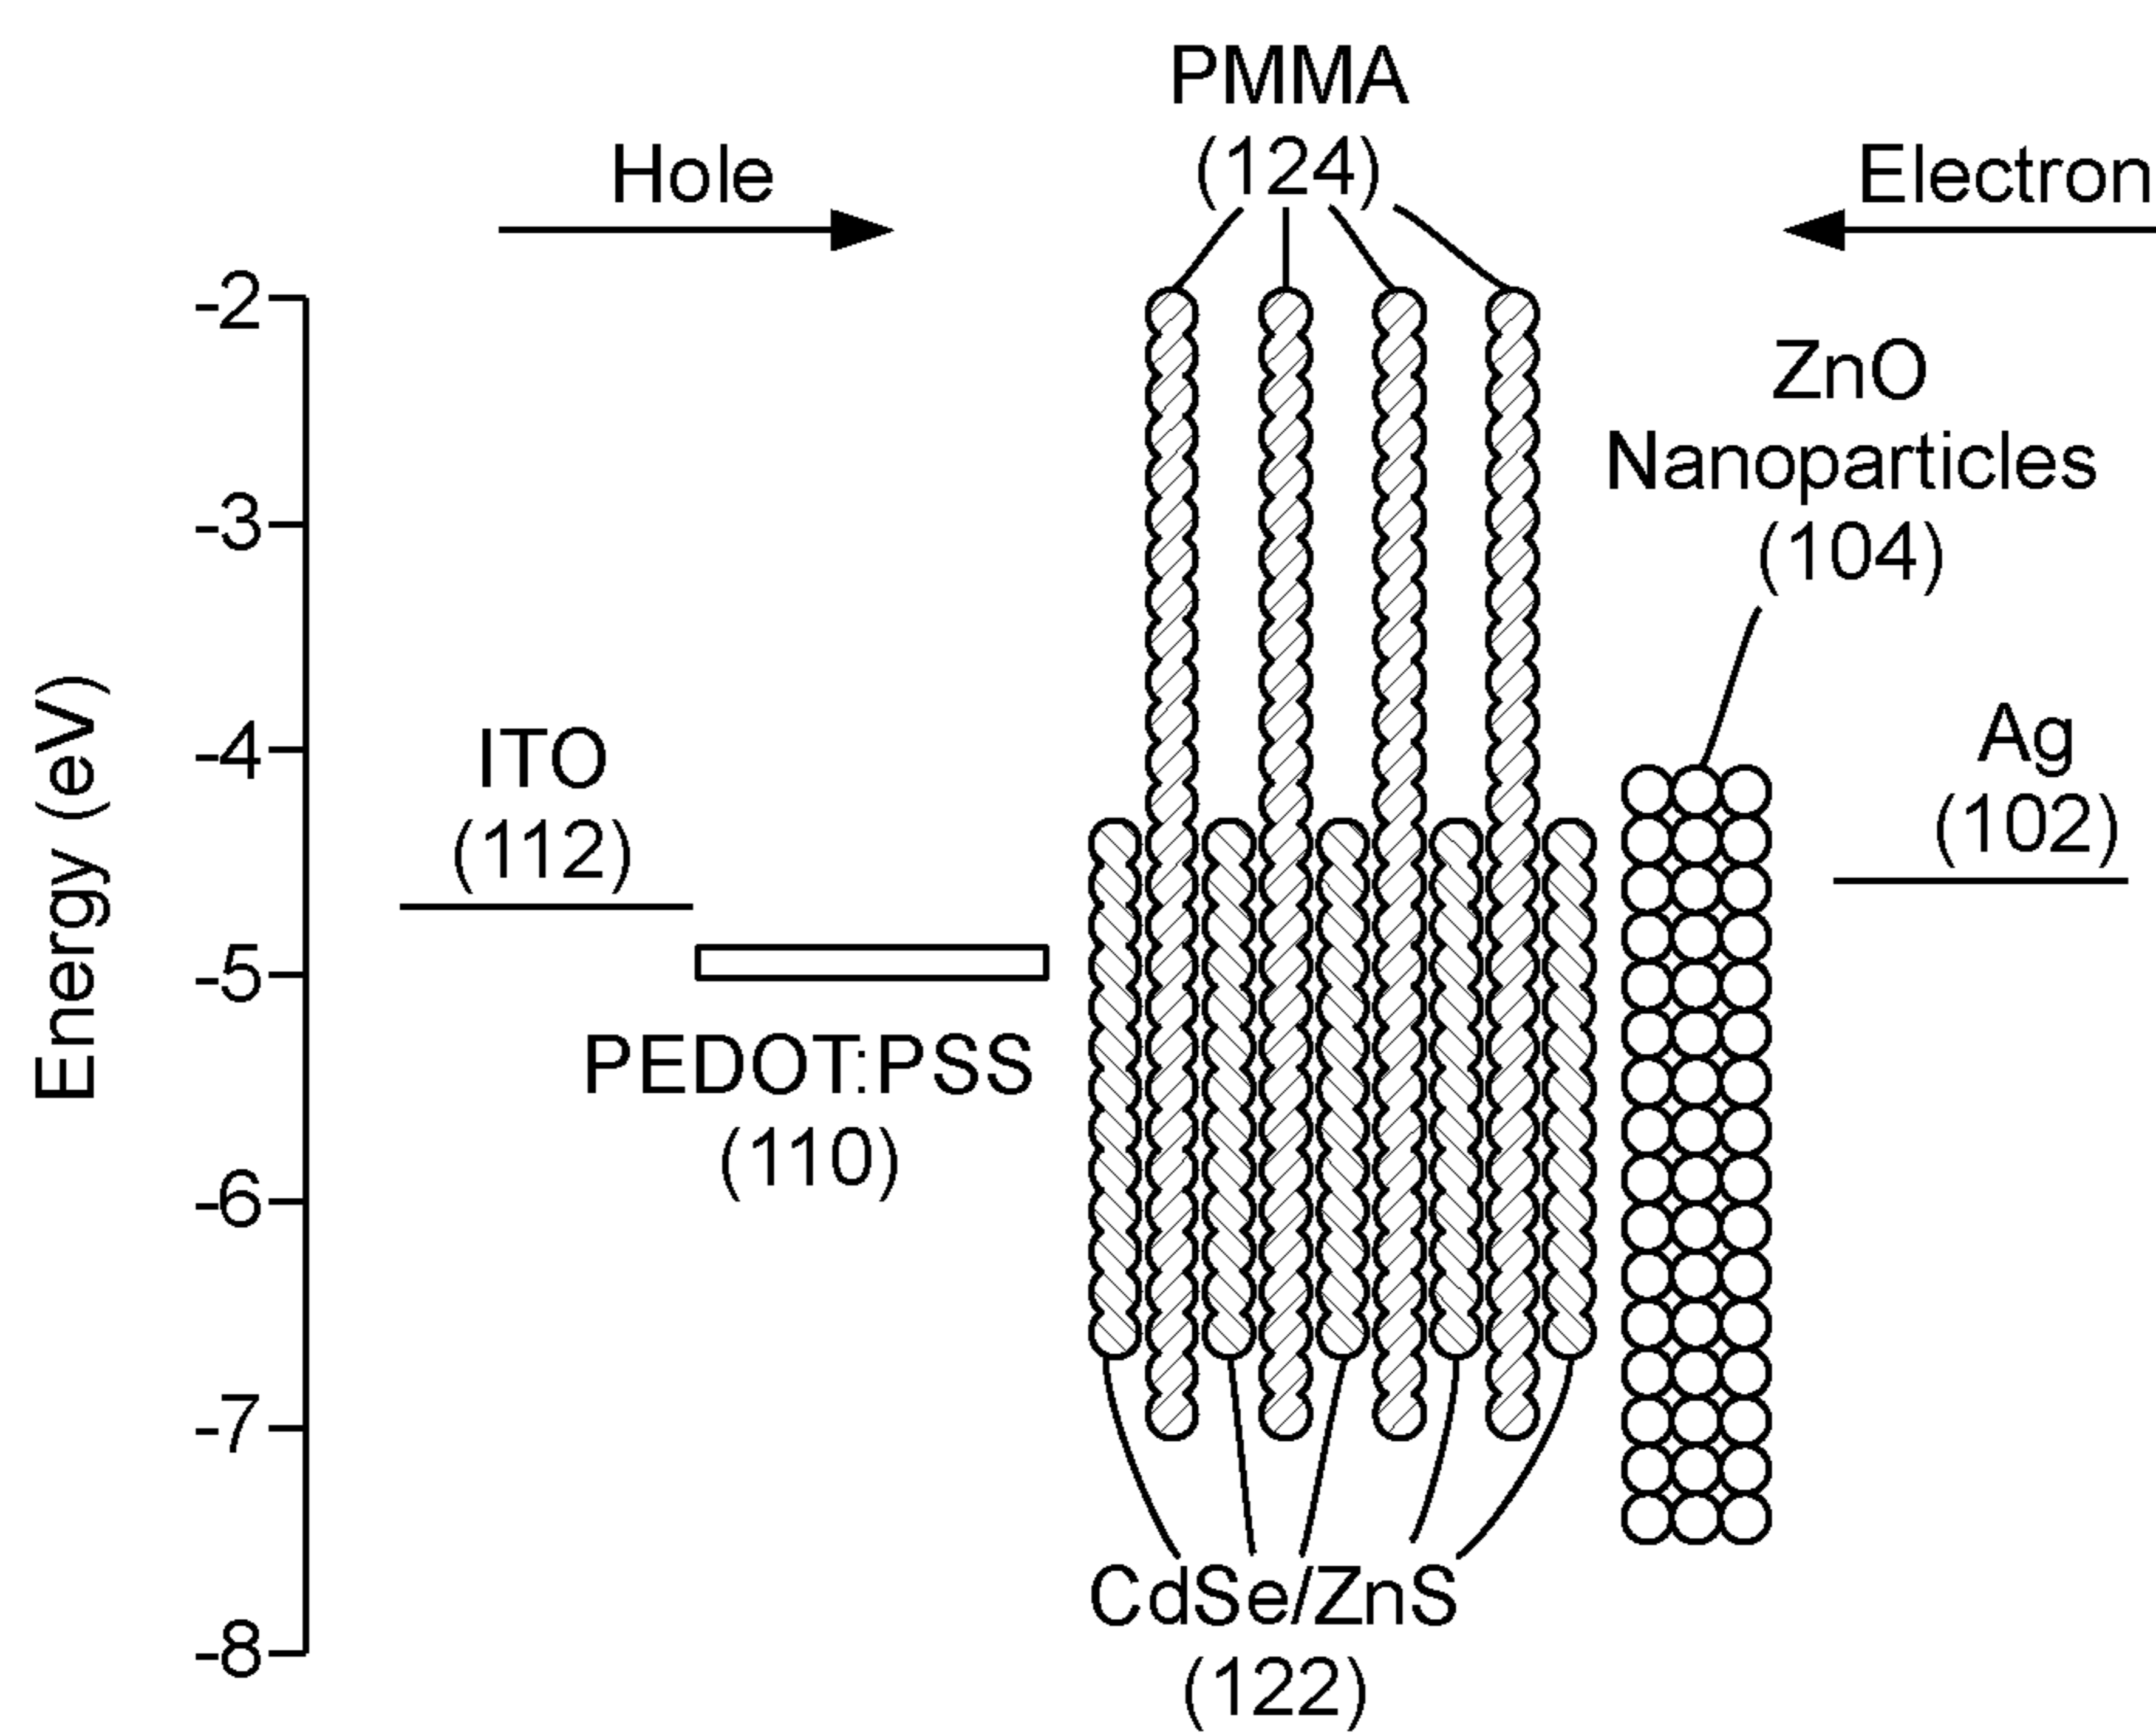 PMMA
(124)
Hole
Electron
-2
ZnO
Nanoparticles
(104)
-3
Energy (eV)
-4
ITO
(112)
Ag
(102)
-5
PEDOT:PSS
(110)
-6
-7
CdSe/ZnS
(122)
-8